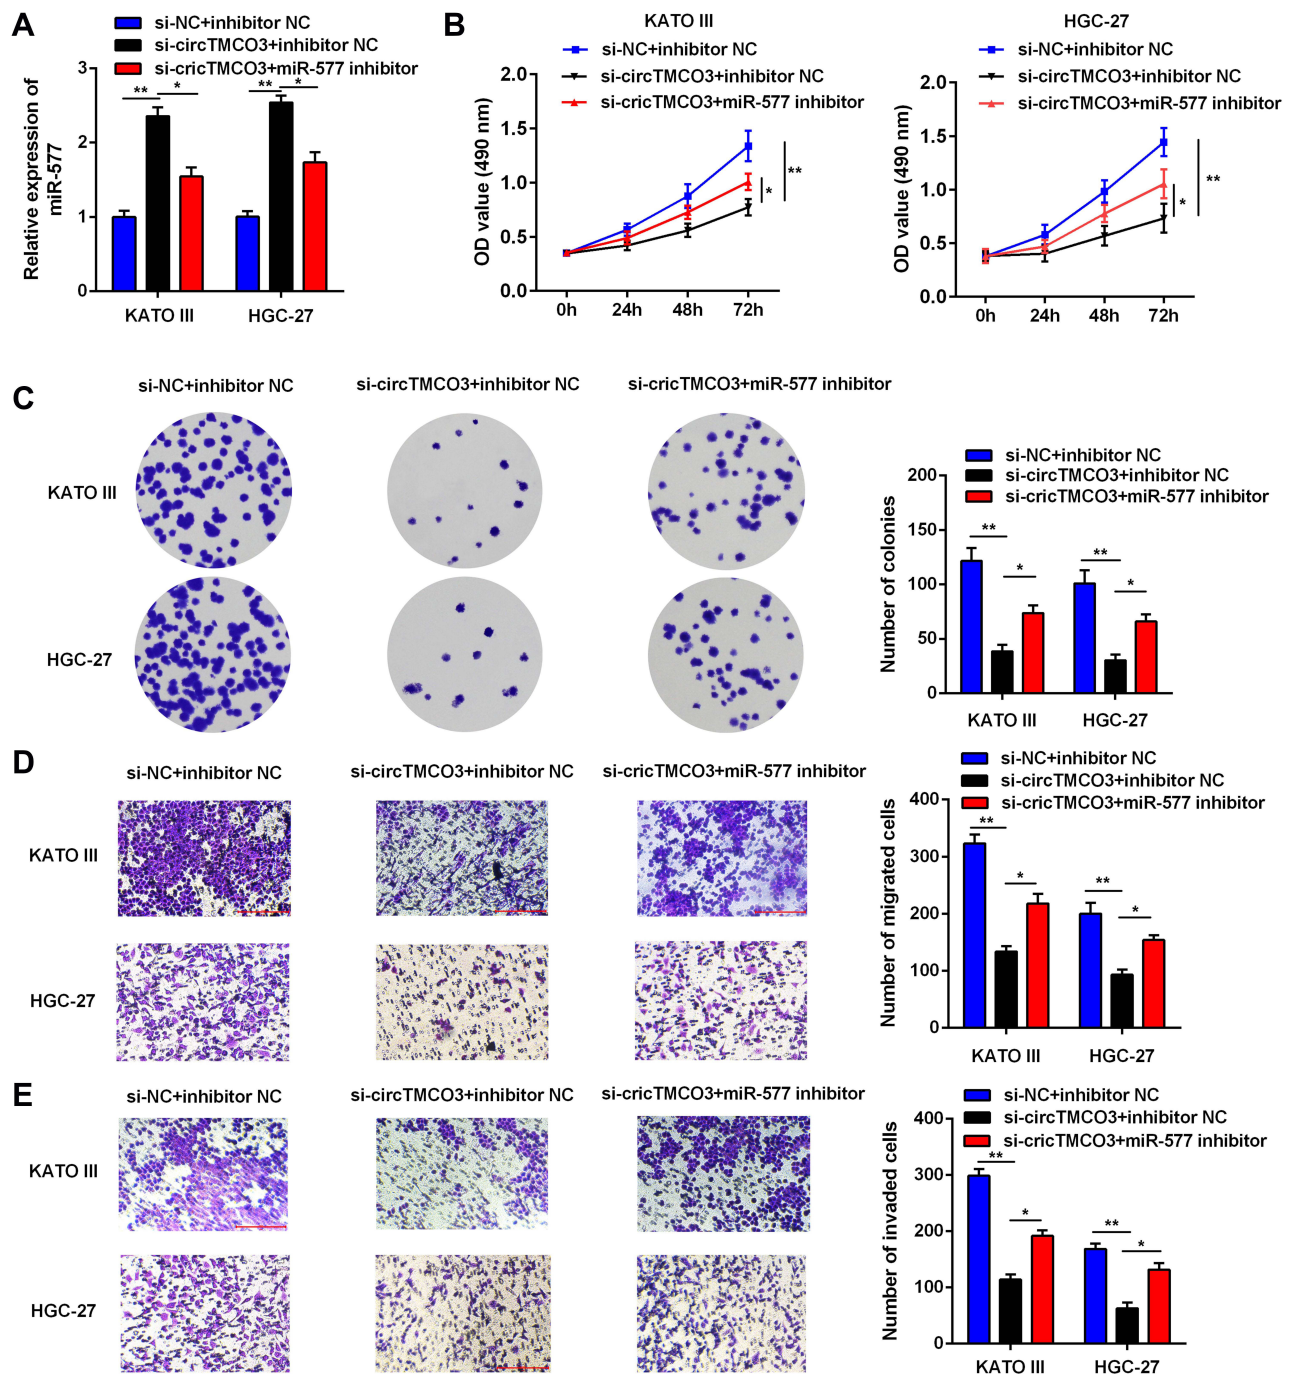 A
si-NC+inhibitor NC
si-circTMCO3+inhibitor NC
si-cricTMCO3+miR-577 inhibitor
Relative expression of
miR-577
3
2
1
0
** * ** *
KATO III HGC-27
B
KATO III
si-NC+inhibitor NC
si-circTMCO3+inhibitor NC
si-cricTMCO3+miR-577 inhibitor
OD value (490 nm)
2.0
1.5
1.0
0.5
0.0
* **
0h 24h 48h 72h
HGC-27
si-NC+inhibitor NC
si-circTMCO3+inhibitor NC
si-circTMCO3+miR-577 inhibitor
OD value (490 nm)
2.0
1.5
1.0
0.5
0.0
* **
0h 24h 48h 72h
C
si-NC+inhibitor NC si-circTMCO3+inhibitor NC si-cricTMCO3+miR-577 inhibitor
KATO III
HGC-27
si-NC+inhibitor NC
si-circTMCO3+inhibitor NC
si-cricTMCO3+miR-577 inhibitor
Number of colonies
200
150
100
50
0
** * ** *
KATO III HGC-27
D
si-NC+inhibitor NC si-circTMCO3+inhibitor NC si-cricTMCO3+miR-577 inhibitor
KATO III
HGC-27
si-NC+inhibitor NC
si-circTMCO3+inhibitor NC
si-cricTMCO3+miR-577 inhibitor
Number of migrated cells
400
300
200
100
0
** * ** *
KATO III HGC-27
E
si-NC+inhibitor NC si-circTMCO3+inhibitor NC si-cricTMCO3+miR-577 inhibitor
KATO III
HGC-27
si-NC+inhibitor NC
si-circTMCO3+inhibitor NC
si-cricTMCO3+miR-577 inhibitor
Number of invaded cells
400
300
200
100
0
** * ** *
KATO III HGC-27